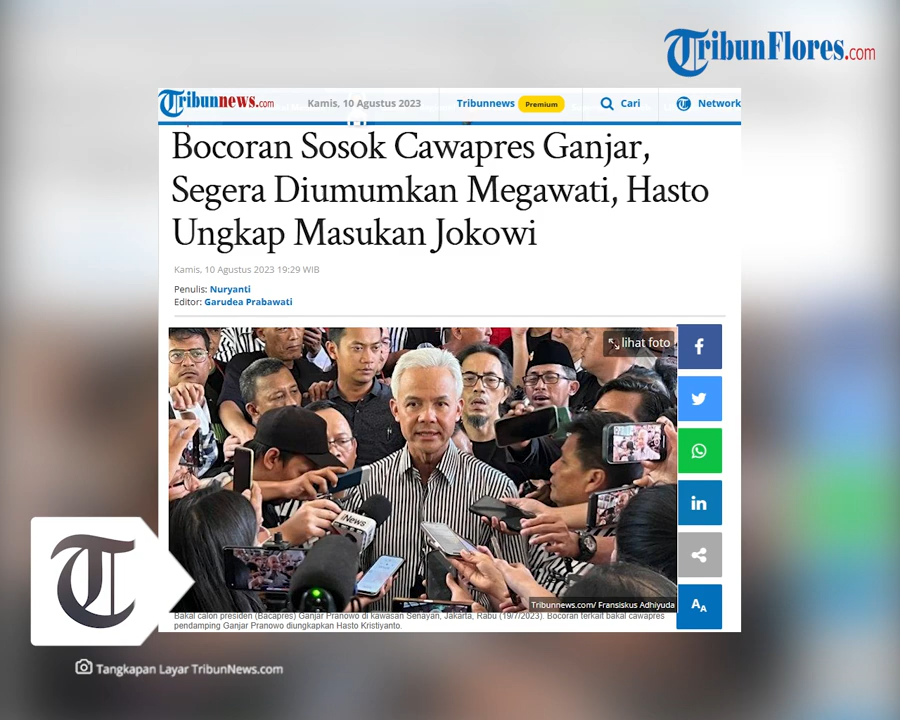 TribunFlores.com
Tribunnews.com
Kamis, 10 Agustus 2023
Tribunnews Premium
Cari
Network
Bocoran Sosok Cawapres Ganjar,
Segera Diumumkan Megawati, Hasto
Ungkap Masukan Jokowi
Kamis, 10 Agustus 2023 19:29 WIB
Penulis: Nuryanti
Editor: Garudea Prabawati
lihat foto
iNews
Tribunnews.com/ Fransiskus Adhiyuda
AA
Bakal calon presiden (Bacapres) Ganjar Pranowo di kawasan Senayan, Jakarta, Rabu (19/7/2023). Bocoran terkait bakal cawapres
pendamping Ganjar Pranowo diungkapkan Hasto Kristiyanto.
T
Tangkapan Layar TribunNews.com